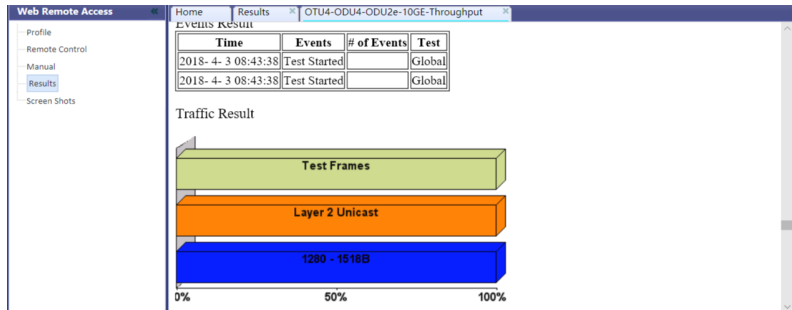 Web Remote Access
Profile
Remote Control
Manual
Results
Screen Shots
Home Results OTU4-ODU4-ODU2e-10GE-Throughput
Events Result
Time Events # of Events Test
2018- 4- 3 08:43:38 Test Started Global
2018- 4- 3 08:43:38 Test Started Global
Traffic Result
Test Frames
Layer 2 Unicast
1280 - 1518B
0% 50% 100%